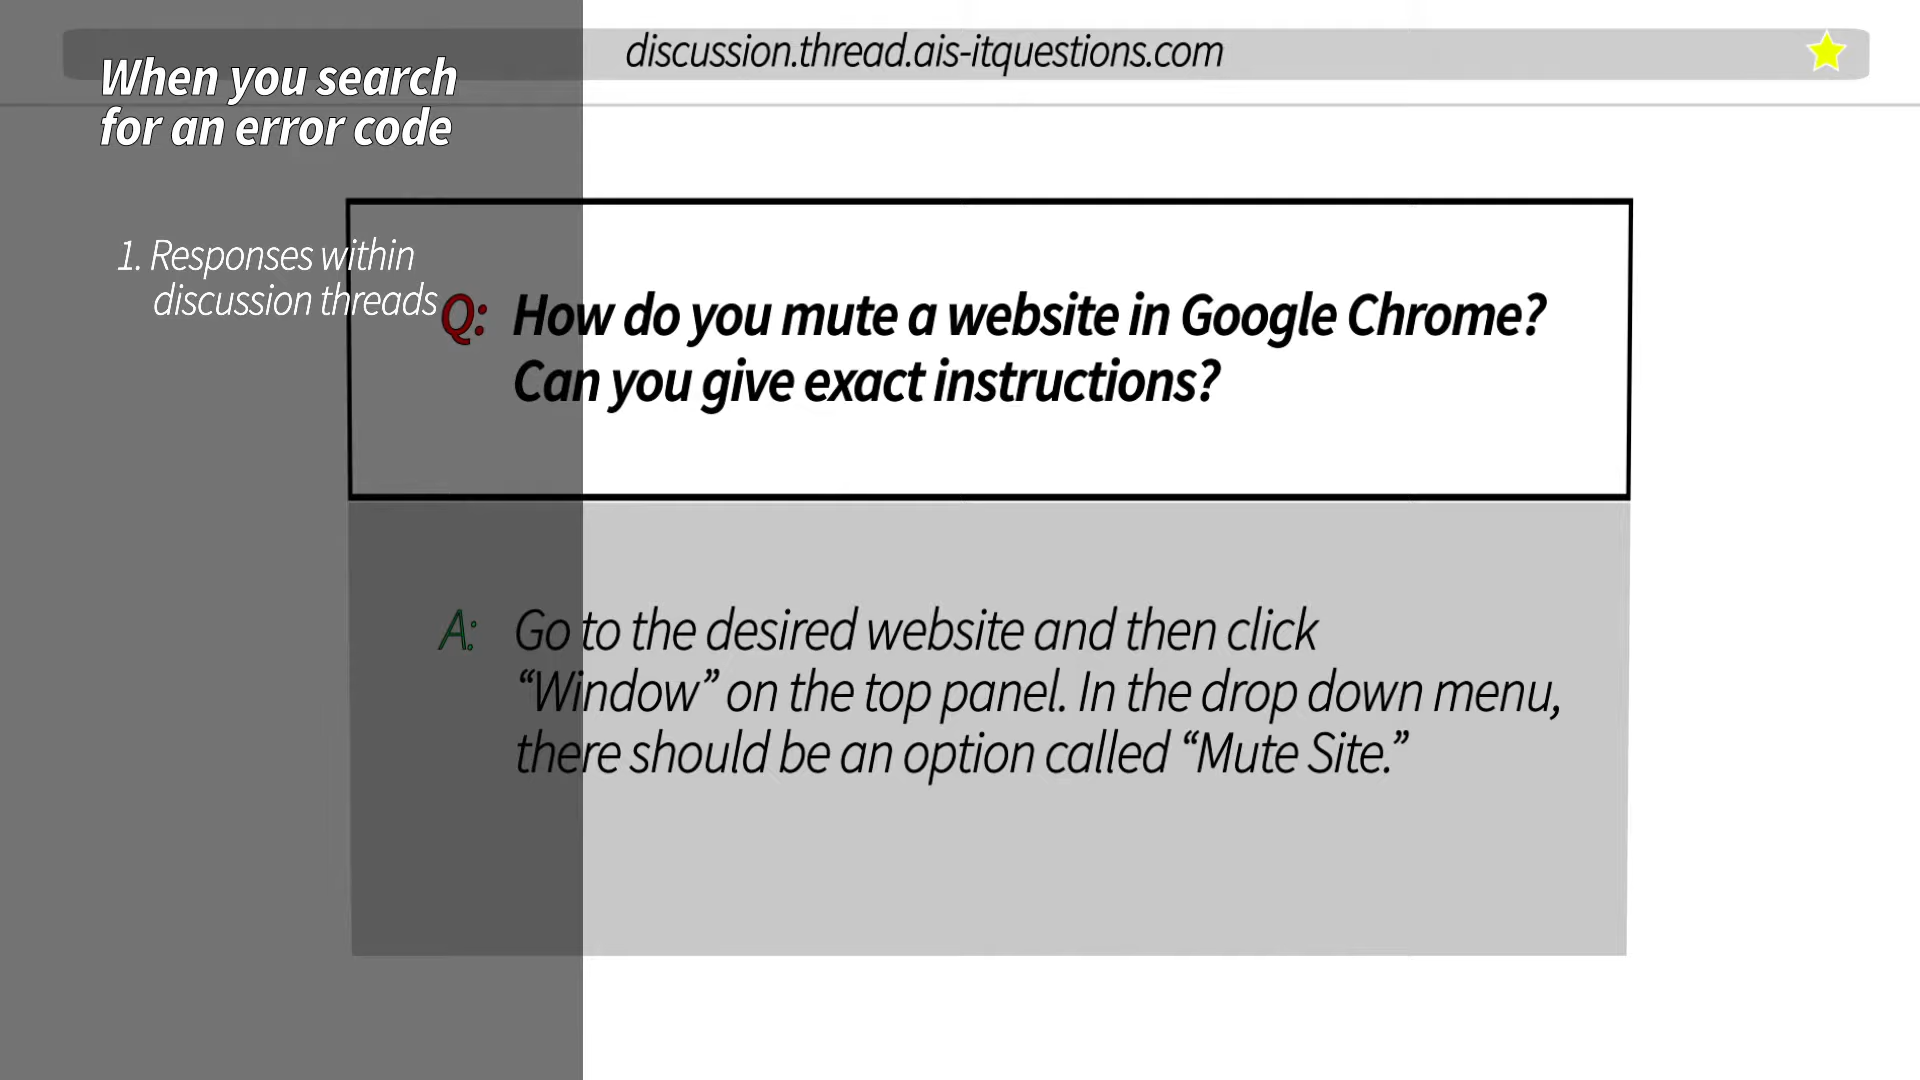 discussion.thread.ais-itquestions.com
When you search
for an error code
1. Responses within
discussion threads
Q: How do you mute a website in Google Chrome?
Can you give exact instructions?
A: Go to the desired website and then click
“Window” on the top panel. In the drop down menu,
there should be an option called “Mute Site.”